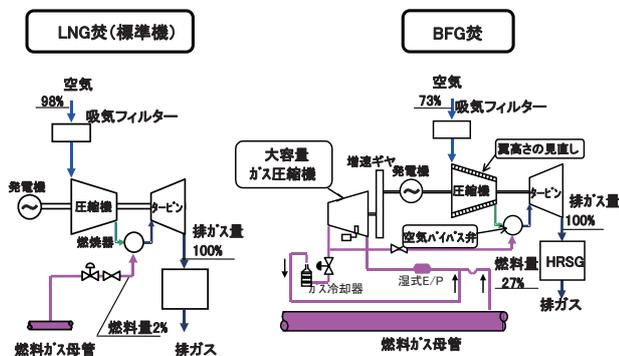 LNG焚(標準機)
空気
98%
吸気フィルター
発電機
圧縮機
タービン
燃焼器
排ガス量
100%
燃料量2%
燃料ガス母管
排ガス
BFG焚
空気
73%
吸気フィルター
大容量
ガス圧縮機
増速ギヤ
発電機
翼高さの見直し
圧縮機
タービン
排ガス量
100%
空気バイパス弁
燃料量
27%
HRSG
排ガス
ガス冷却器
湿式E/P
燃料ガス母管